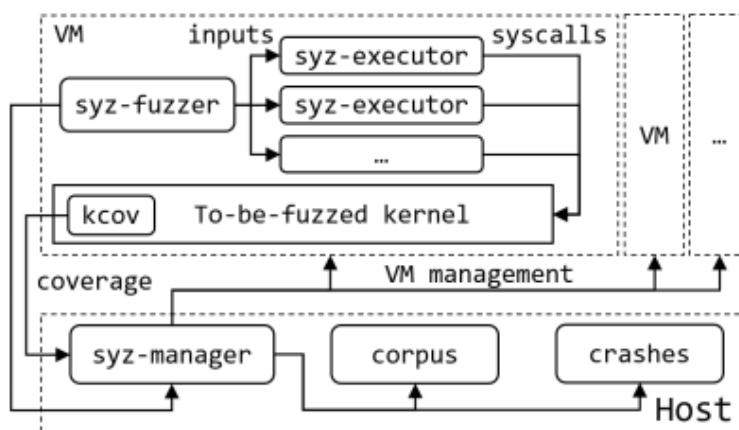 VM inputs syscalls
syz-executor
syz-fuzzer syz-executor
VM …
…
kcov To-be-fuzzed kernel
coverage VM management
syz-manager corpus crashes
Host